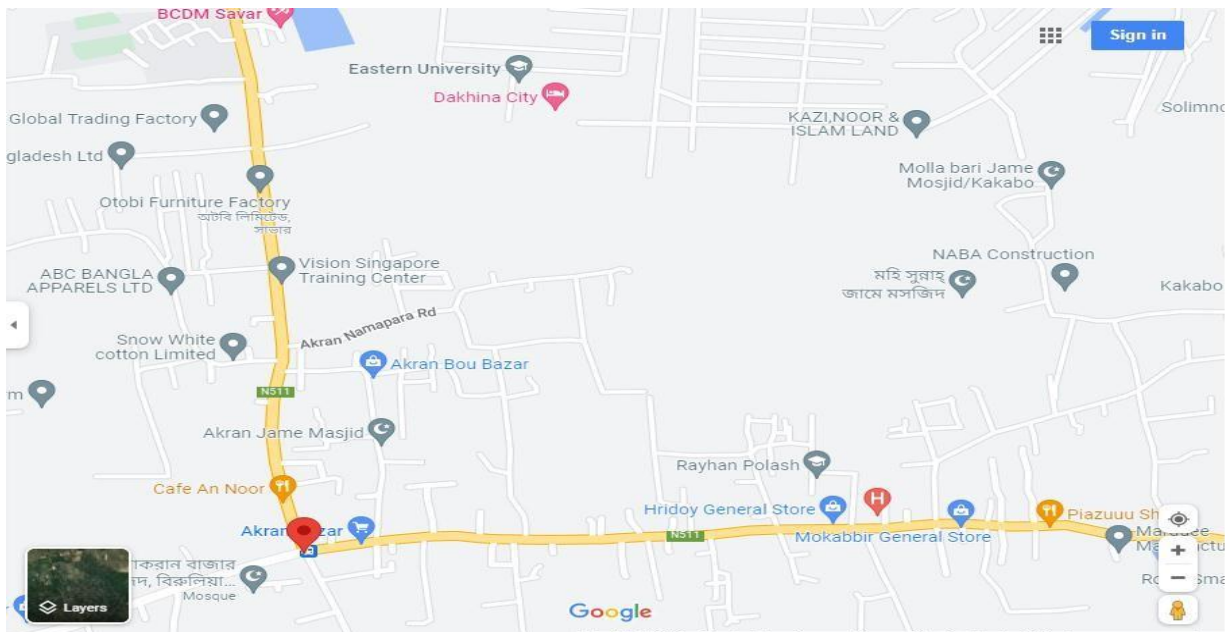 BCDM Savar
Sign in
Eastern University
Dakhina City
Global Trading Factory
KAZI,NOOR &
ISLAM LAND
gladesh Ltd
Molla bari Jame
Mosjid/Kakabo
Otobi Furniture Factory
অটবি লিমিটেড,
সাভার
Vision Singapore
Training Center
ABC BANGLA
APPARELS LTD
NABA Construction
মহি সুন্নাহ্
জামে মসজিদ
Kakabo
Akran Namapara Rd
Snow White
cotton Limited
Akran Bou Bazar
m
N511
Akran Jame Masjid
Rayhan Polash
Cafe An Noor
Hridoy General Store
H
Piazuuu Sh
Akran
zar
N511
Mokabbir General Store
করান বাজার
বিরুলিয়া...
Mosque
Layers
Google